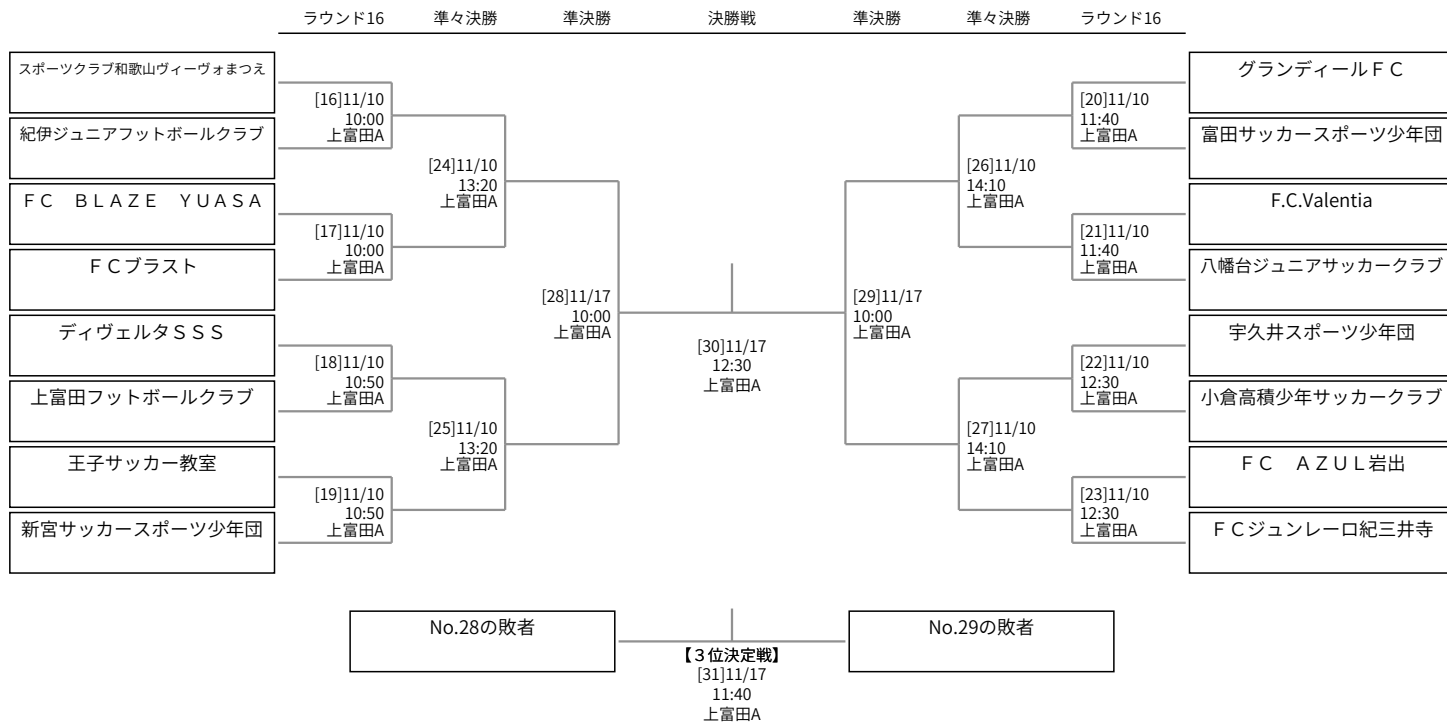 ラウンド16 準々決勝 準決勝 決勝戦 準決勝 準々決勝 ラウンド16
スポーツクラブ和歌山ヴィーヴォまつえ
[16]11/10
10:00
上富田A
紀伊ジュニアフットボールクラブ
[24]11/10
13:20
上富田A
ＦＣ　ＢＬＡＺＥ　ＹＵＡＳＡ
[17]11/10
10:00
上富田A
ＦＣブラスト
[28]11/17
10:00
上富田A
ディヴェルタＳＳＳ
[18]11/10
10:50
上富田A
上富田フットボールクラブ
[25]11/10
13:20
上富田A
王子サッカー教室
[19]11/10
10:50
上富田A
新宮サッカースポーツ少年団
[30]11/17
12:30
上富田A
グランディールＦＣ
[20]11/10
11:40
上富田A
富田サッカースポーツ少年団
[26]11/10
14:10
上富田A
F.C.Valentia
[21]11/10
11:40
上富田A
八幡台ジュニアサッカークラブ
[29]11/17
10:00
上富田A
宇久井スポーツ少年団
[22]11/10
12:30
上富田A
小倉高積少年サッカークラブ
[27]11/10
14:10
上富田A
ＦＣ　ＡＺＵＬ岩出
[23]11/10
12:30
上富田A
ＦＣジュンレーロ紀三井寺
No.28の敗者
No.29の敗者
【３位決定戦】
[31]11/17
11:40
上富田A